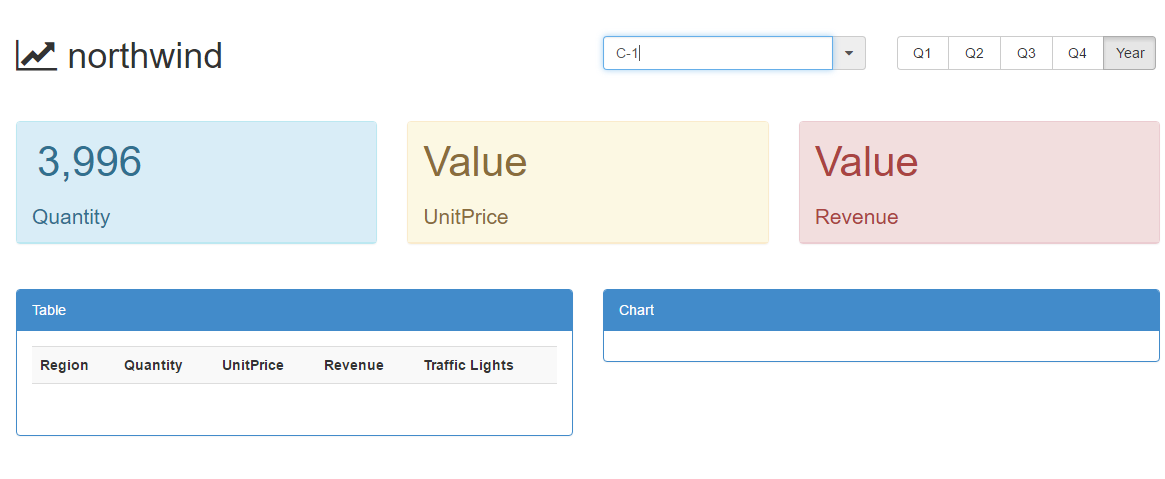 northwind
C-1
Q1 Q2 Q3 Q4 Year
3,996
Quantity
Value
UnitPrice
Value
Revenue
Table
Region Quantity UnitPrice Revenue Traffic Lights
Chart